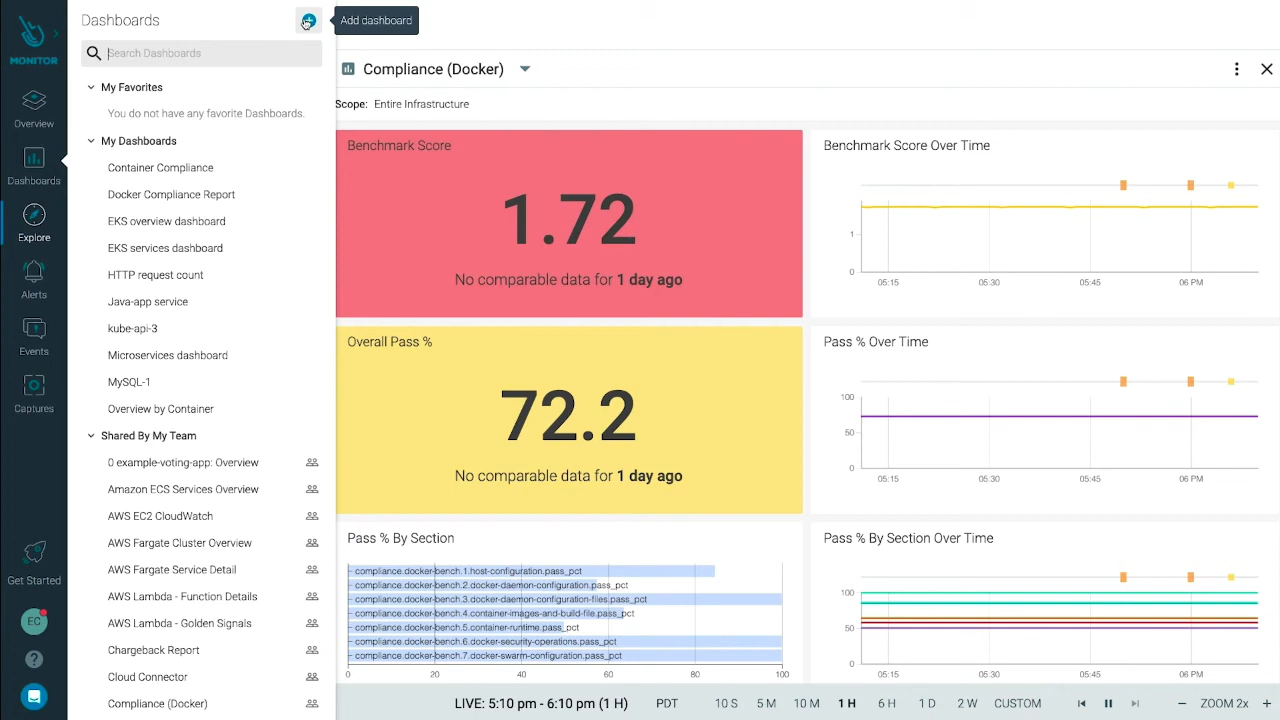 MONITOR
Overview
Dashboards
Explore
Alerts
Events
Captures
Get Started
EC
?
Dashboards
Add dashboard
Search Dashboards
My Favorites
You do not have any favorite Dashboards.
My Dashboards
Container Compliance
Docker Compliance Report
EKS overview dashboard
EKS services dashboard
HTTP request count
Java-app service
kube-api-3
Microservices dashboard
MySQL-1
Overview by Container
Shared By My Team
0 example-voting-app: Overview
Amazon ECS Services Overview
AWS EC2 CloudWatch
AWS Fargate Cluster Overview
AWS Fargate Service Detail
AWS Lambda - Function Details
AWS Lambda - Golden Signals
Chargeback Report
Cloud Connector
Compliance (Docker)
Compliance (Docker)
Scope: Entire Infrastructure
Benchmark Score
1.72
No comparable data for 1 day ago
Benchmark Score Over Time
1
0
05:15 05:30 05:45 06 PM
Overall Pass %
72.2
No comparable data for 1 day ago
Pass % Over Time
100
50
0
05:15 05:30 05:45 06 PM
Pass % By Section
compliance.docker-bench.1.host-configuration.pass_pct
compliance.docker-bench.2.docker-daemon-configuration.pass_pct
compliance.docker-bench.3.docker-daemon-configuration-files.pass_pct
compliance.docker-bench.4.container-images-and-build-file.pass_pct
compliance.docker-bench.5.container-runtime.pass_pct
compliance.docker-bench.6.docker-security-operations.pass_pct
compliance.docker-bench.7.docker-swarm-configuration.pass_pct
0 20 40 60 80 100
Pass % By Section Over Time
100
50
0
05:15 05:30 05:45 06 PM
LIVE: 5:10 pm - 6:10 pm (1 H) PDT 10 S 5 M 10 M 1 H 6 H 1 D 2 W CUSTOM ZOOM 2x